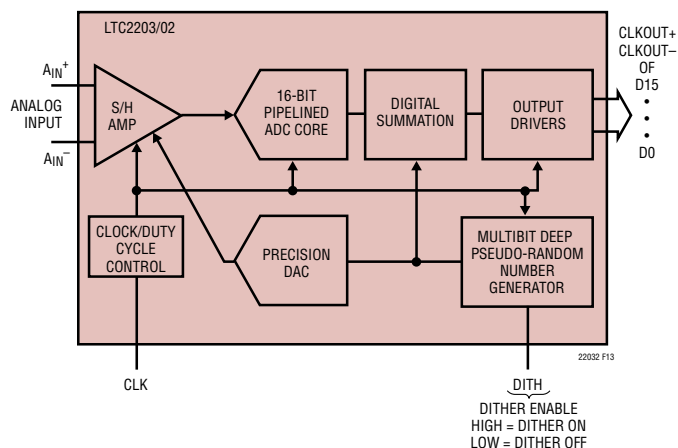 LTC2203/02
CLKOUT+
CLKOUT–
OF
D15
•
•
•
D0
AIN+
ANALOG
INPUT
AIN–
S/H
AMP
16-BIT
PIPELINED
ADC CORE
DIGITAL
SUMMATION
OUTPUT
DRIVERS
CLOCK/DUTY
CYCLE
CONTROL
PRECISION
DAC
MULTIBIT DEEP
PSEUDO-RANDOM
NUMBER
GENERATOR
22032 F13
CLK
DITH
DITHER ENABLE
HIGH = DITHER ON
LOW = DITHER OFF